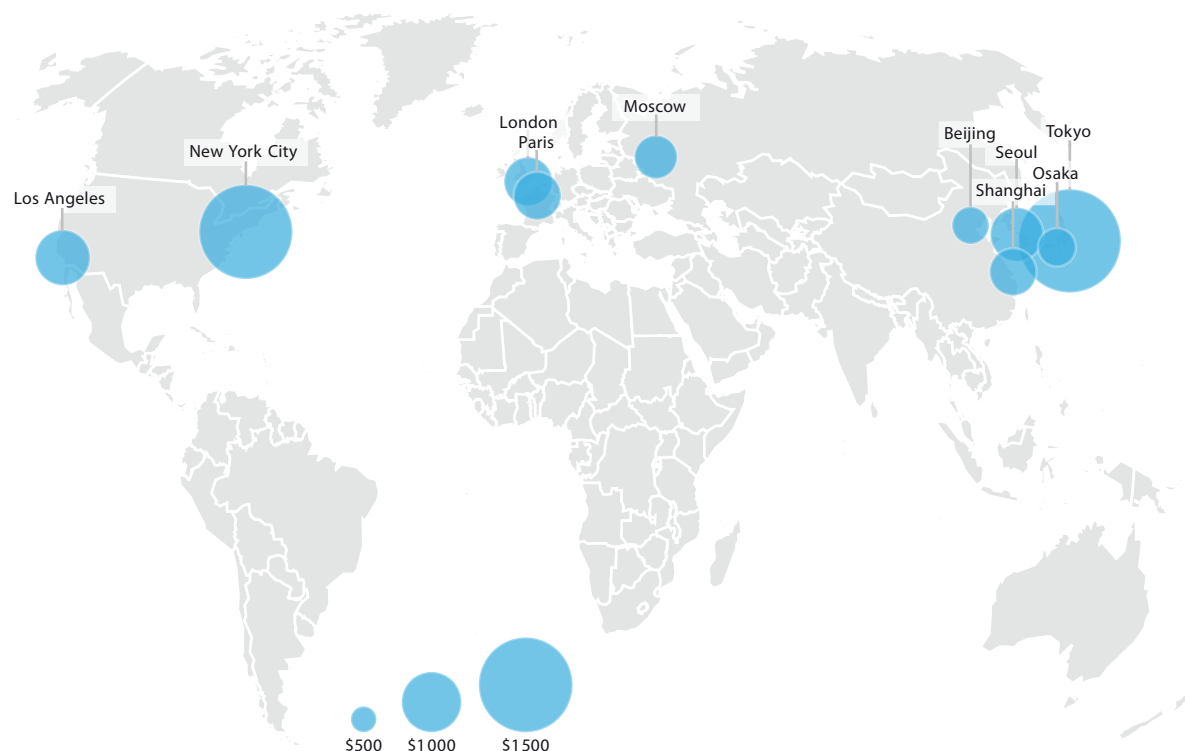 Moscow
London
Paris
Beijing
Tokyo
Seoul
New York City
Osaka
Shanghai
Los Angeles
$500
$1000
$1500